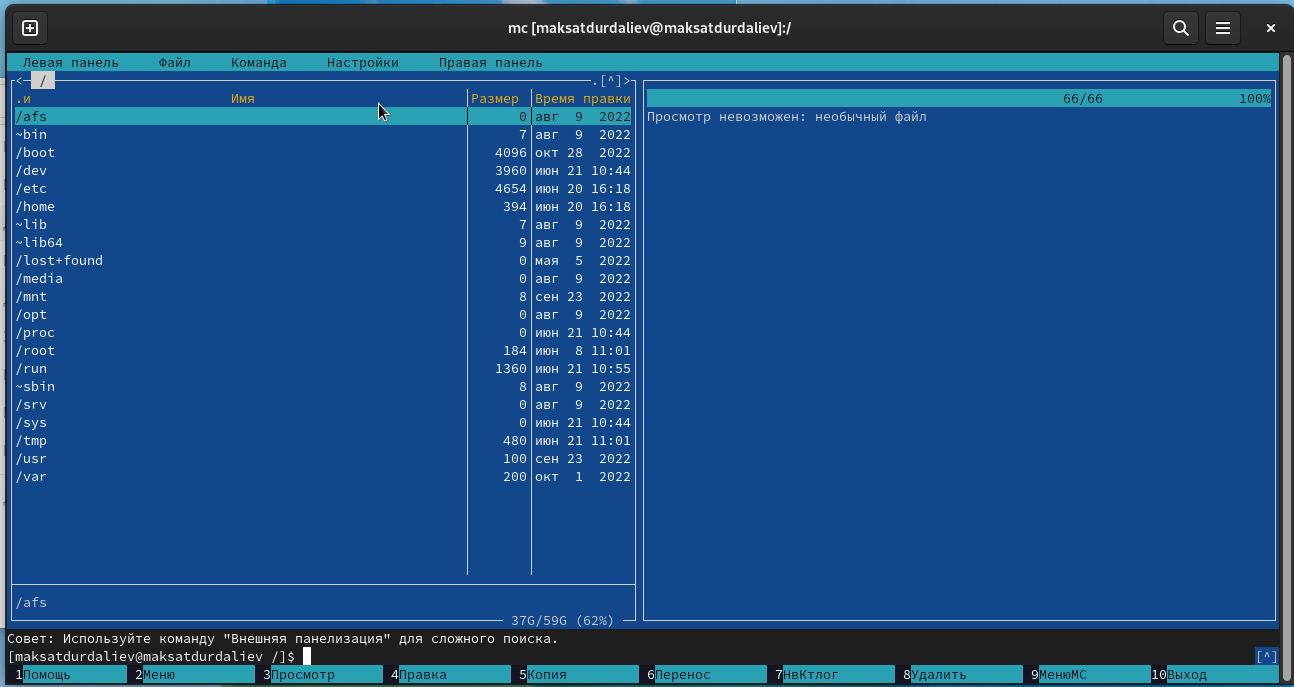 mc [maksatdurdaliev@maksatdurdaliev]:/
Левая панель Файл Команда Настройки Правая панель
<─ / .[^]>
.и Имя Размер Время правки
/afs 0 авг 9 2022
~bin 7 авг 9 2022
/boot 4096 окт 28 2022
/dev 3960 июн 21 10:44
/etc 4654 июн 20 16:18
/home 394 июн 20 16:18
~lib 7 авг 9 2022
~lib64 9 авг 9 2022
/lost+found 0 мая 5 2022
/media 0 авг 9 2022
/mnt 8 сен 23 2022
/opt 0 авг 9 2022
/proc 0 июн 21 10:44
/root 184 июн 8 11:01
/run 1360 июн 21 10:55
~sbin 8 авг 9 2022
/srv 0 авг 9 2022
/sys 0 июн 21 10:44
/tmp 480 июн 21 11:01
/usr 100 сен 23 2022
/var 200 окт 1 2022
/afs
37G/59G (62%)
66/66 100%
Просмотр невозможен: необычный файл
Совет: Используйте команду "Внешняя панелизация" для сложного поиска.
[maksatdurdaliev@maksatdurdaliev /]$ [^]
1Помощь 2Меню 3Просмотр 4Правка 5Копия 6Перенос 7НвКтлог 8Удалить 9МенюМС 10Выход